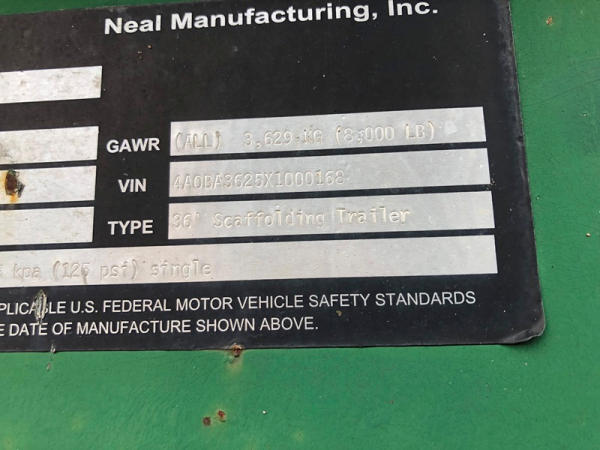 Neal Manufacturing, Inc.
GAWR (ALL) 3,629 KG (8,000 LB)
VIN 4A0DA3625X1000168
TYPE 36' Scaffolding Trailer
kpa (125 psi) single
PLICABLE U.S. FEDERAL MOTOR VEHICLE SAFETY STANDARDS
E DATE OF MANUFACTURE SHOWN ABOVE.